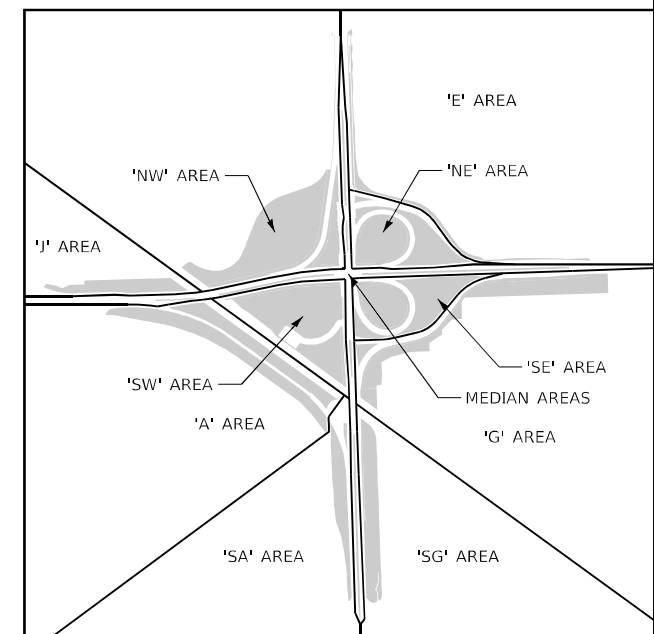 'E' AREA
'NW' AREA
'NE' AREA
'J' AREA
'SE' AREA
'SW' AREA
MEDIAN AREAS
'A' AREA
'G' AREA
'SA' AREA
'SG' AREA